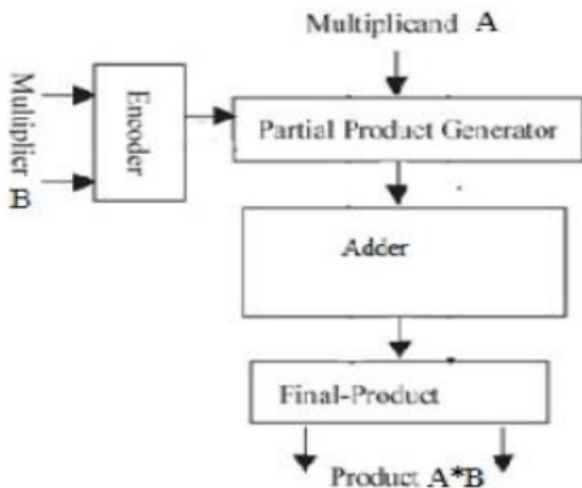 Multiplicand A
Multiplier
B
Encoder
Partial Product Generator
Adder
Final-Product
Product A*B